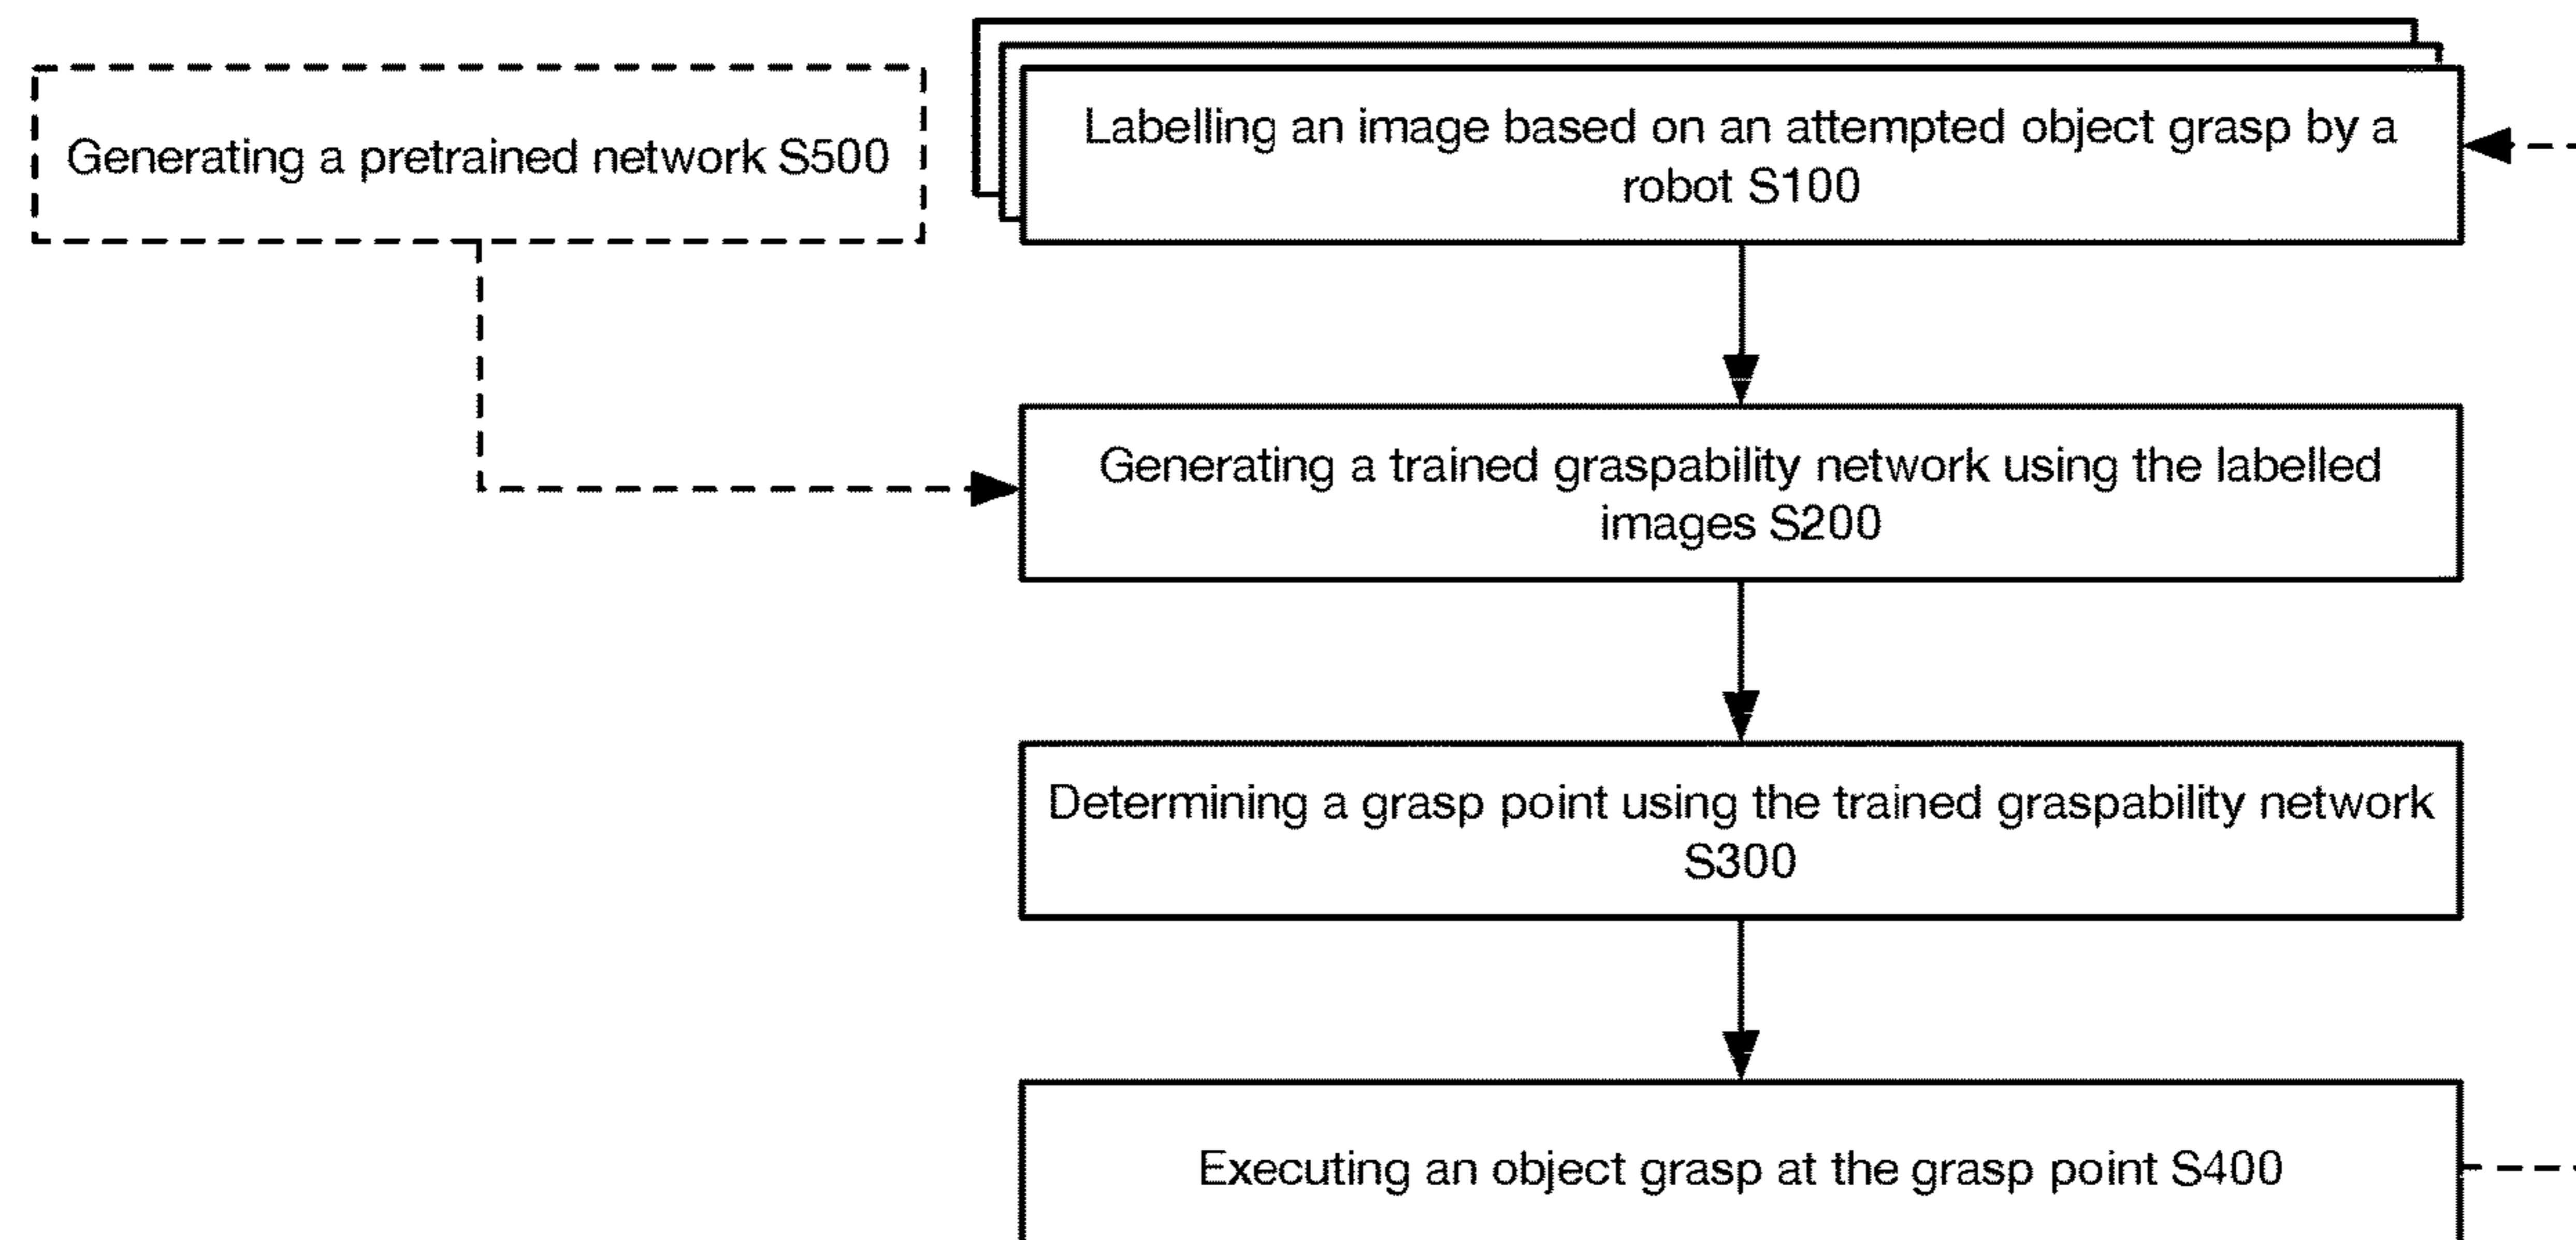 Generating a pretrained network S500
Labelling an image based on an attempted object grasp by a
robot S100
Generating a trained graspability network using the labelled
images S200
Determining a grasp point using the trained graspability network
S300
Executing an object grasp at the grasp point S400